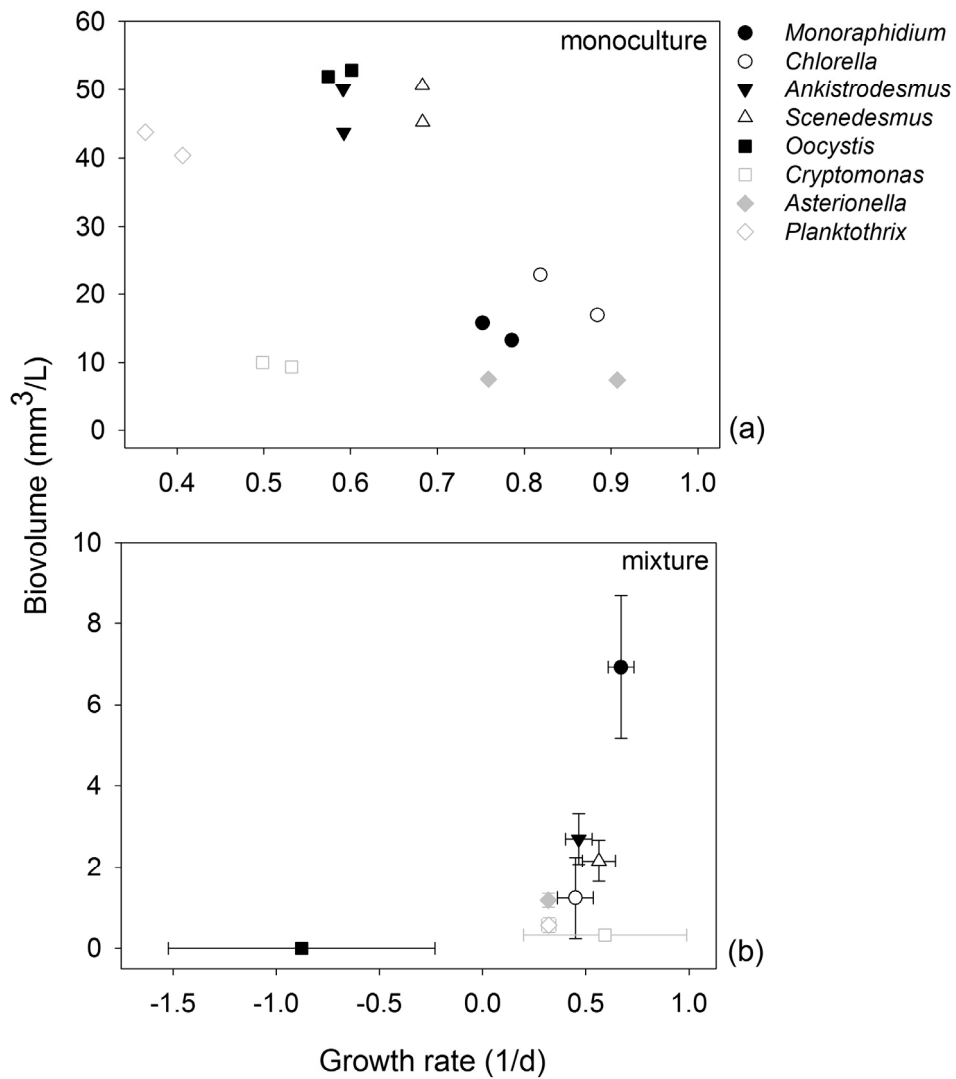 60
50
40
30
20
10
0
monoculture
Monoraphidium
Chlorella
Ankistrodesmus
Scenedesmus
Oocystis
Cryptomonas
Asterionella
Planktothrix
(a)
0.4 0.5 0.6 0.7 0.8 0.9 1.0
Biovolume (mm³/L)
10
8
6
4
2
0
mixture
(b)
-1.5 -1.0 -0.5 0.0 0.5 1.0
Growth rate (1/d)